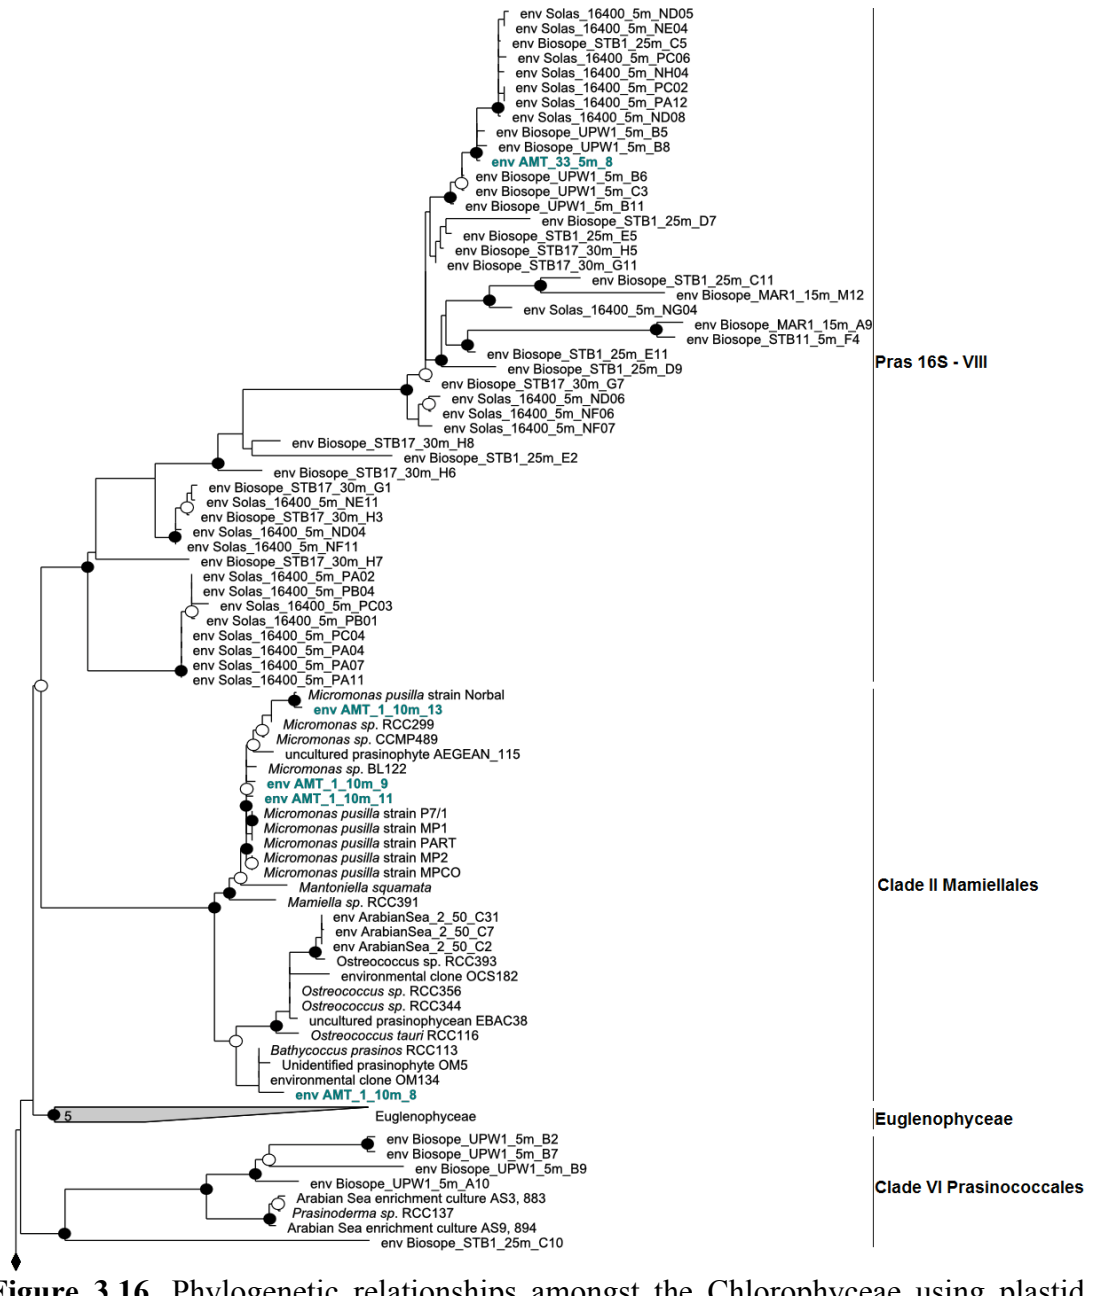 env Solas_16400_5m_ND05
env Solas_16400_5m_NE04
env Biosope_STB1_25m_C5
env Solas_16400_5m_PC06
env Solas_16400_5m_NH04
env Solas_16400_5m_PC02
env Solas_16400_5m_PA12
env Solas_16400_5m_ND08
env Biosope_UPW1_5m_B5
env Biosope_UPW1_5m_B8
env AMT_33_5m_8
env Biosope_UPW1_5m_B6
env Biosope_UPW1_5m_C3
env Biosope_UPW1_5m_B11
env Biosope_STB1_25m_D7
env Biosope_STB1_25m_E5
env Biosope_STB17_30m_H5
env Biosope_STB17_30m_G11
env Biosope_STB1_25m_C11
env Biosope_MAR1_15m_M12
env Solas_16400_5m_NG04
env Biosope_MAR1_15m_A9
env Biosope_STB11_5m_F4
env Biosope_STB1_25m_E11
Pras 16S - VIII
env Biosope_STB1_25m_D9
env Biosope_STB17_30m_G7
env Solas_16400_5m_ND06
env Solas_16400_5m_NF06
env Solas_16400_5m_NF07
env Biosope_STB17_30m_H8
env Biosope_STB1_25m_E2
env Biosope_STB17_30m_H6
env Biosope_STB17_30m_G1
env Solas_16400_5m_NE11
env Biosope_STB17_30m_H3
env Solas_16400_5m_ND04
env Solas_16400_5m_NF11
env Biosope_STB17_30m_H7
env Solas_16400_5m_PA02
env Solas_16400_5m_PB04
env Solas_16400_5m_PC03
env Solas_16400_5m_PB01
env Solas_16400_5m_PC04
env Solas_16400_5m_PA04
env Solas_16400_5m_PA07
env Solas_16400_5m_PA11
Micromonas pusilla strain Norbal
env AMT_1_10m_13
Micromonas sp. RCC299
Micromonas sp. CCMP489
uncultured prasinophyte AEGEAN_115
Micromonas sp. BL122
env AMT_1_10m_9
env AMT_1_10m_11
Micromonas pusilla strain P7/1
Micromonas pusilla strain MP1
Micromonas pusilla strain PART
Micromonas pusilla strain MP2
Micromonas pusilla strain MPCO
Clade II Mamiellales
Mantoniella squamata
Mamiella sp. RCC391
env ArabianSea_2_50_C31
env ArabianSea_2_50_C7
env ArabianSea_2_50_C2
Ostreococcus sp. RCC393
environmental clone OCS182
Ostreococcus sp. RCC356
Ostreococcus sp. RCC344
uncultured prasinophycean EBAC38
Ostreococcus tauri RCC116
Bathycoccus prasinos RCC113
Unidentified prasinophyte OM5
environmental clone OM134
env AMT_1_10m_8
5 Euglenophyceae
Euglenophyceae
env Biosope_UPW1_5m_B2
env Biosope_UPW1_5m_B7
env Biosope_UPW1_5m_B9
env Biosope_UPW1_5m_A10
Clade VI Prasinococcales
Arabian Sea enrichment culture AS3, 883
Prasinoderma sp. RCC137
Arabian Sea enrichment culture AS9, 894
env Biosope_STB1_25m_C10
Figure 3.16 Phylogenetic relationships amongst the Chlorophyceae using plastid